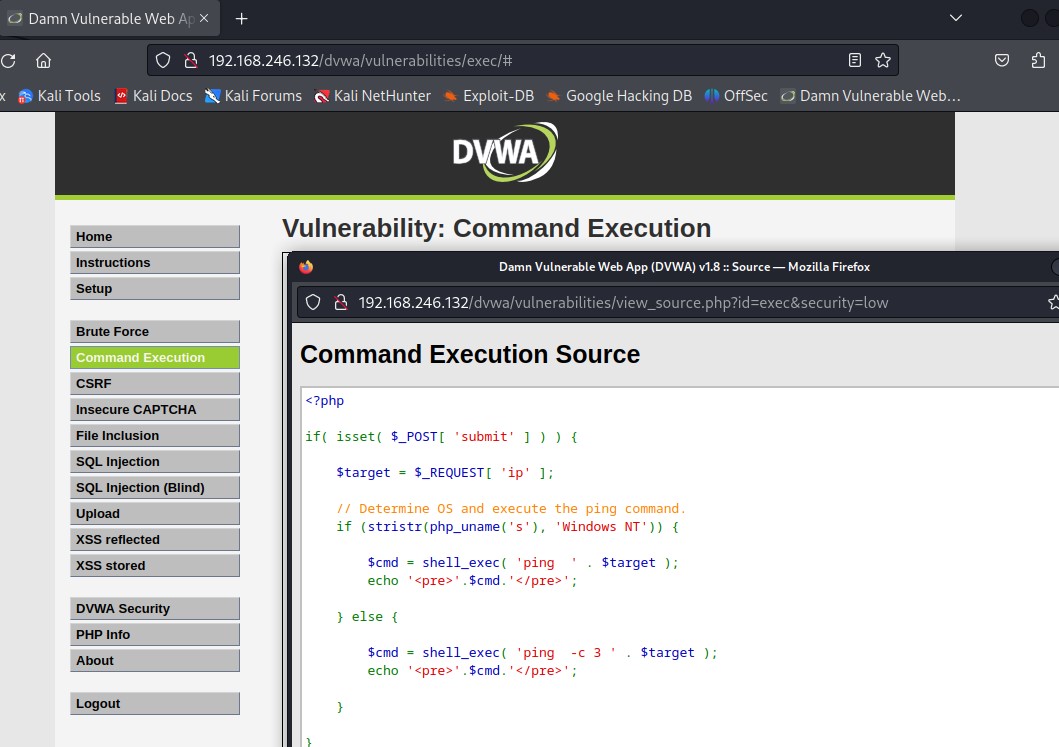 Damn Vulnerable Web Ap
192.168.246.132/dvwa/vulnerabilities/exec/#
x Kali Tools Kali Docs Kali Forums Kali NetHunter Exploit-DB Google Hacking DB OffSec Damn Vulnerable Web…
DVWA
Vulnerability: Command Execution
Home
Instructions
Setup
Brute Force
Command Execution
CSRF
Insecure CAPTCHA
File Inclusion
SQL Injection
SQL Injection (Blind)
Upload
XSS reflected
XSS stored
DVWA Security
PHP Info
About
Logout
Damn Vulnerable Web App (DVWA) v1.8 :: Source — Mozilla Firefox
192.168.246.132/dvwa/vulnerabilities/view_source.php?id=exec&security=low
Command Execution Source
<?php
if( isset( $_POST[ 'submit' ] ) ) {
$target = $_REQUEST[ 'ip' ];
// Determine OS and execute the ping command.
if (stristr(php_uname('s'), 'Windows NT')) {
$cmd = shell_exec( 'ping  ' . $target );
echo '<pre>'.$cmd.'</pre>';
} else {
$cmd = shell_exec( 'ping  -c 3 ' . $target );
echo '<pre>'.$cmd.'</pre>';
}
}